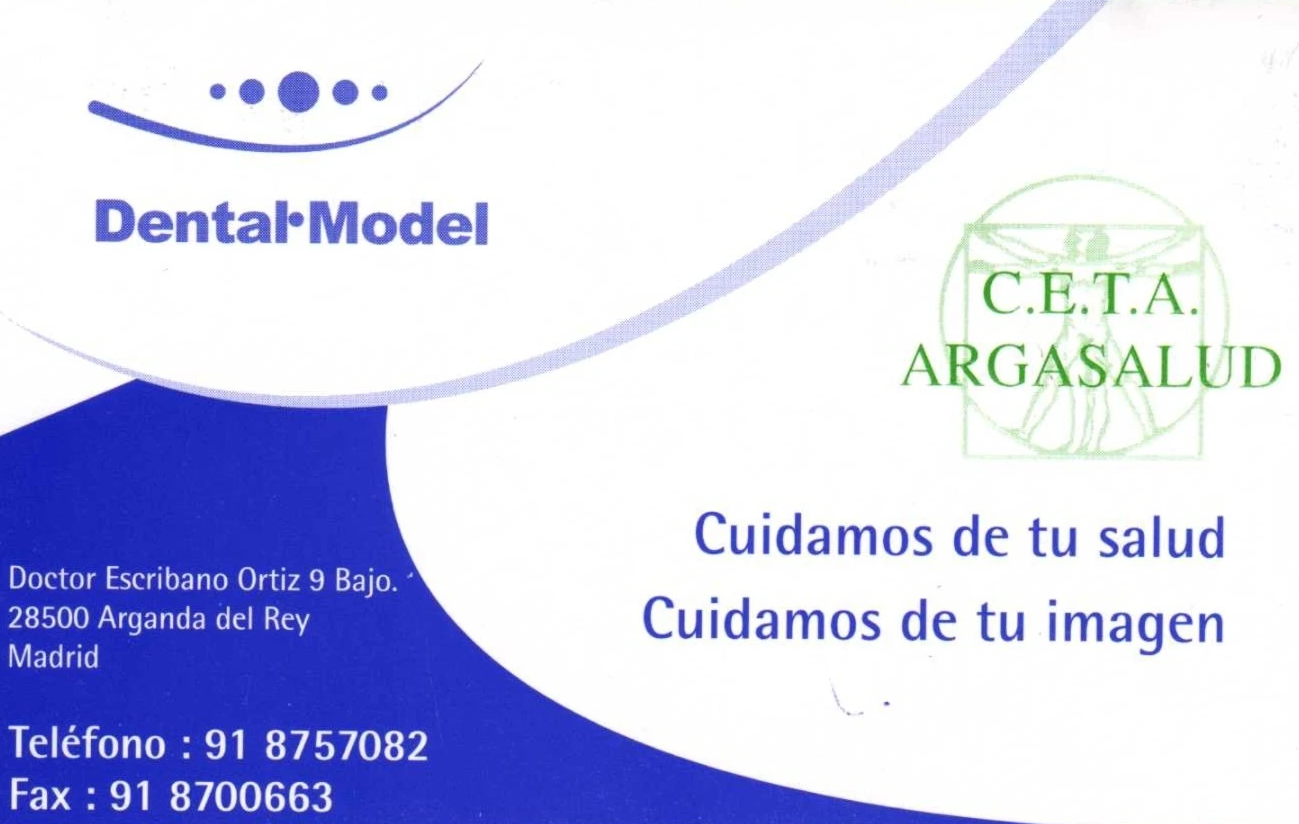 Dental·Model
C.E.T.A.
ARGASALUD
Cuidamos de tu salud
Cuidamos de tu imagen
Doctor Escribano Ortiz 9 Bajo.
28500 Arganda del Rey
Madrid
Teléfono : 91 8757082
Fax : 91 8700663